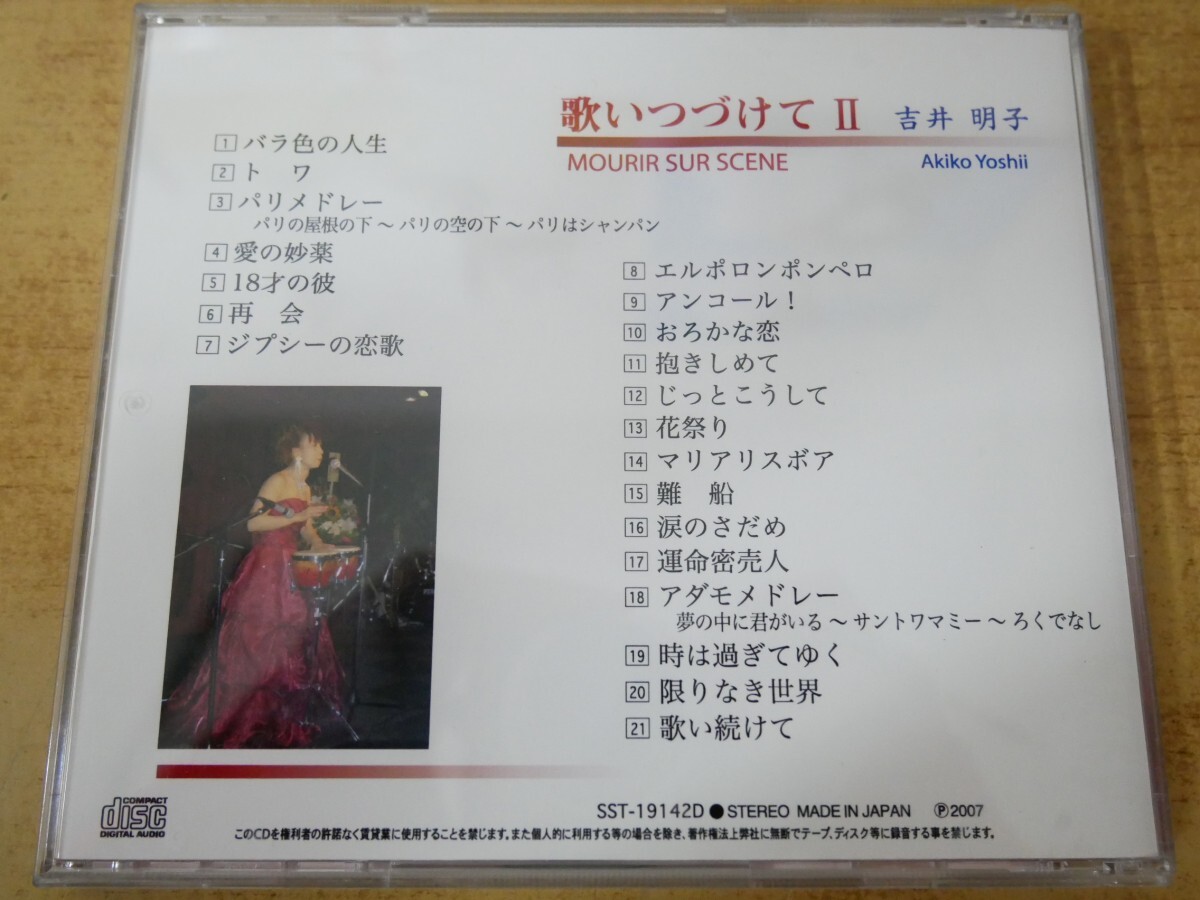 歌いつづけて II 吉井 明子
MOURIR SUR SCENE Akiko Yoshii
1 バラ色の人生
2 ト ワ
3 パリメドレー
パリの屋根の下～パリの空の下～パリはシャンパン
4 愛の妙薬
5 18才の彼
6 再 会
7 ジプシーの恋歌
8 エルポロンポンペロ
9 アンコール！
10 おろかな恋
11 抱きしめて
12 じっとこうして
13 花祭り
14 マリアリスボア
15 難 船
16 涙のさだめ
17 運命密売人
18 アダモメドレー
夢の中に君がいる～サントワマミー～ろくでなし
19 時は過ぎてゆく
20 限りなき世界
21 歌い続けて
COMPACT
disc
DIGITAL AUDIO
SST-19142D ● STEREO MADE IN JAPAN ℗2007
このCDを権利者の許諾なく賃貸業に使用することを禁じます。また個人的に利用する等の場合を除き、著作権法上弊社に無断でテープ、ディスク等に録音する事を禁じます。